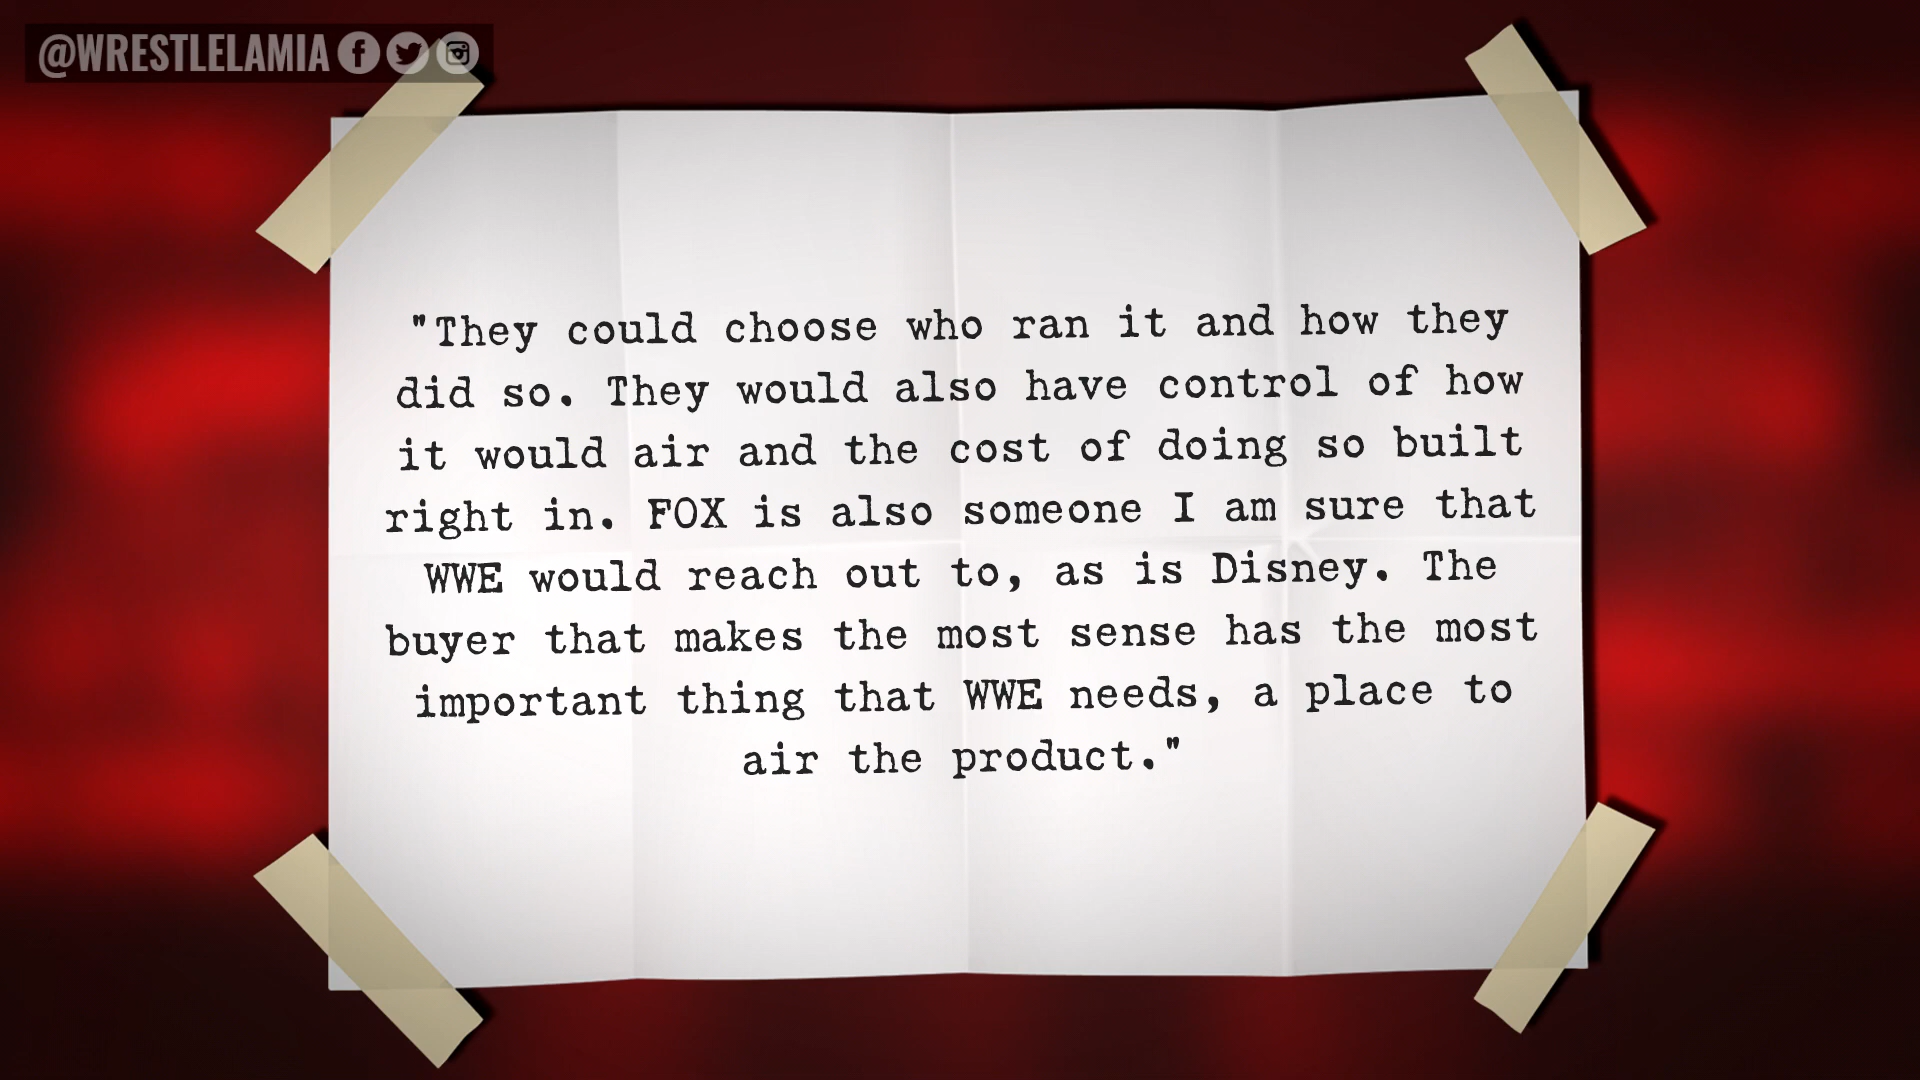 @WRESTLELAMIA
"They could choose who ran it and how they
did so. They would also have control of how
it would air and the cost of doing so built
right in. FOX is also someone I am sure that
WWE would reach out to, as is Disney. The
buyer that makes the most sense has the most
important thing that WWE needs, a place to
air the product."